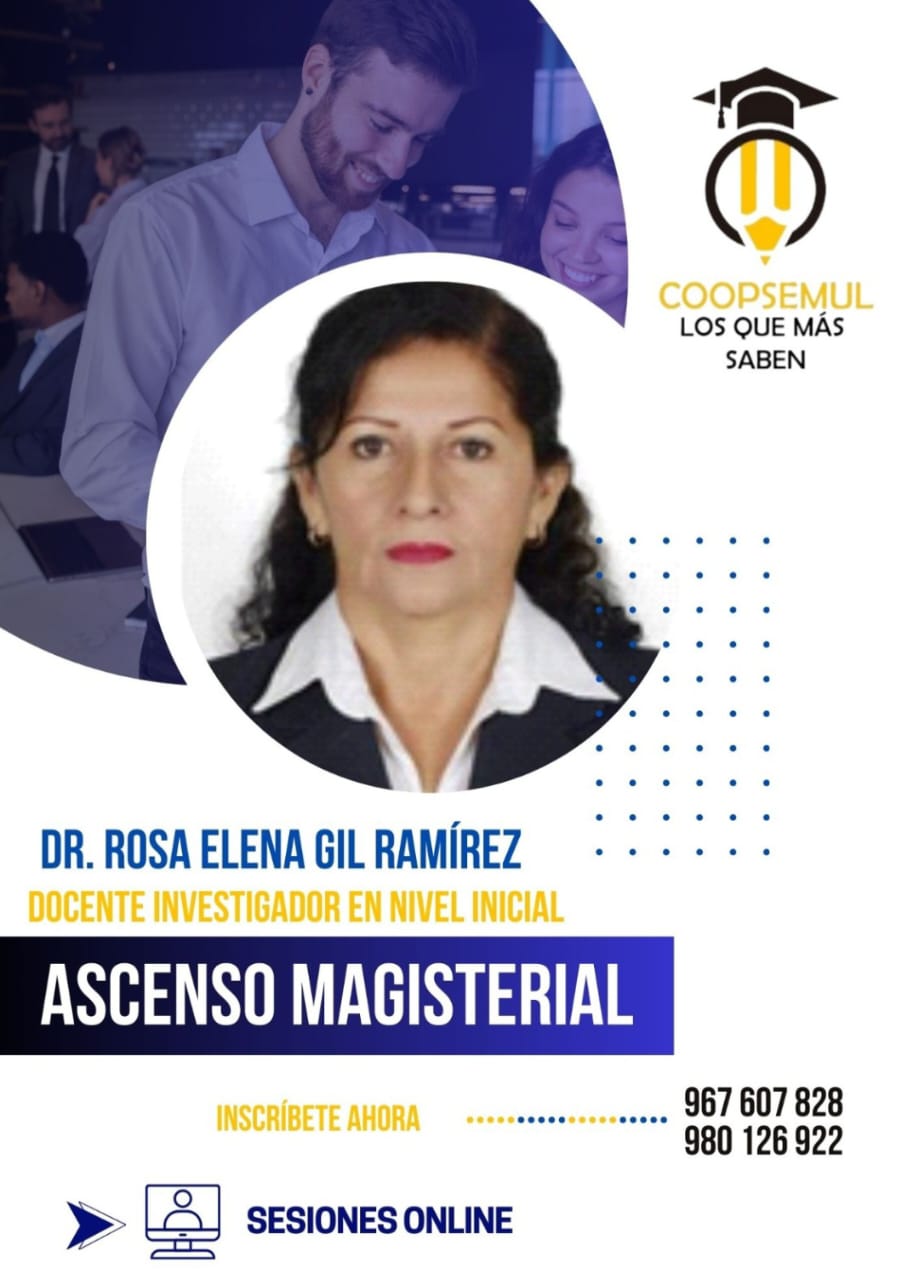 COOPSEMUL
LOS QUE MÁS
SABEN
DR. ROSA ELENA GIL RAMÍREZ
DOCENTE INVESTIGADOR EN NIVEL INICIAL
ASCENSO MAGISTERIAL
INSCRÍBETE AHORA
967 607 828
980 126 922
SESIONES ONLINE